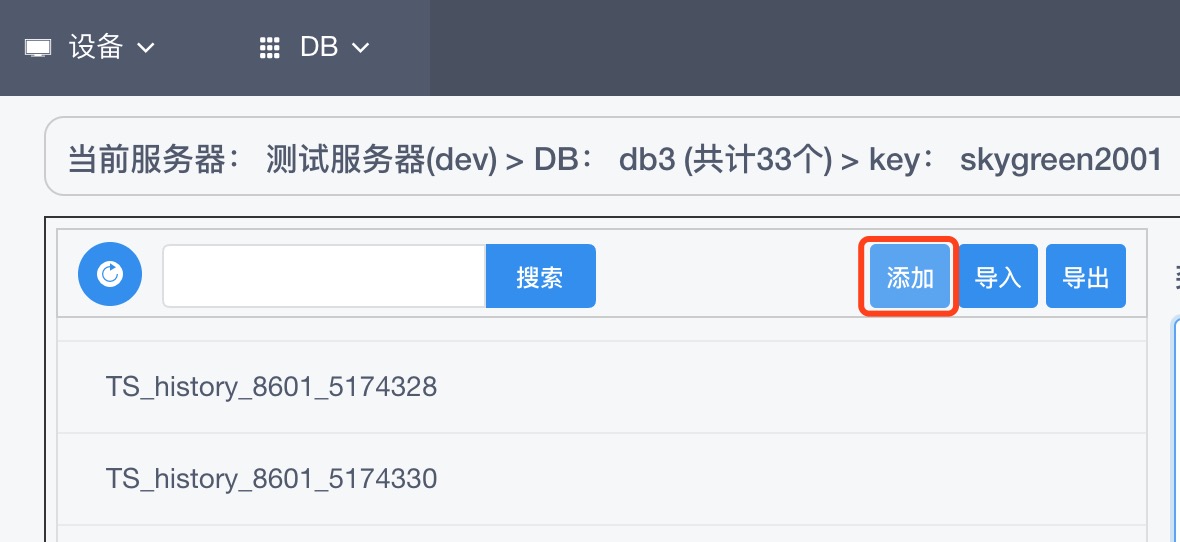 设备 DB
当前服务器： 测试服务器(dev) > DB： db3 (共计33个) > key： skygreen2001
搜索 添加 导入 导出
TS_history_8601_5174328
TS_history_8601_5174330